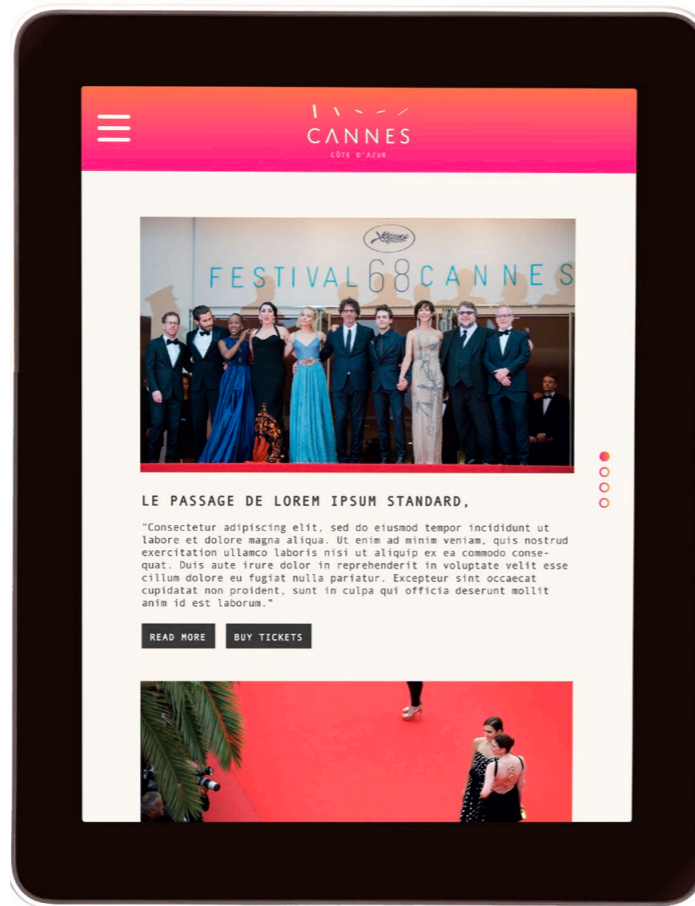 CANNES
CÔTE D'AZUR
FESTIVAL 68 CANNES
LE PASSAGE DE LOREM IPSUM STANDARD,
"Consectetur adipiscing elit, sed do eiusmod tempor incididunt ut
labore et dolore magna aliqua. Ut enim ad minim veniam, quis nostrud
exercitation ullamco laboris nisi ut aliquip ex ea commodo conse-
quat. Duis aute irure dolor in reprehenderit in voluptate velit esse
cillum dolore eu fugiat nulla pariatur. Excepteur sint occaecat
cupidatat non proident, sunt in culpa qui officia deserunt mollit
anim id est laborum."
READ MORE
BUY TICKETS